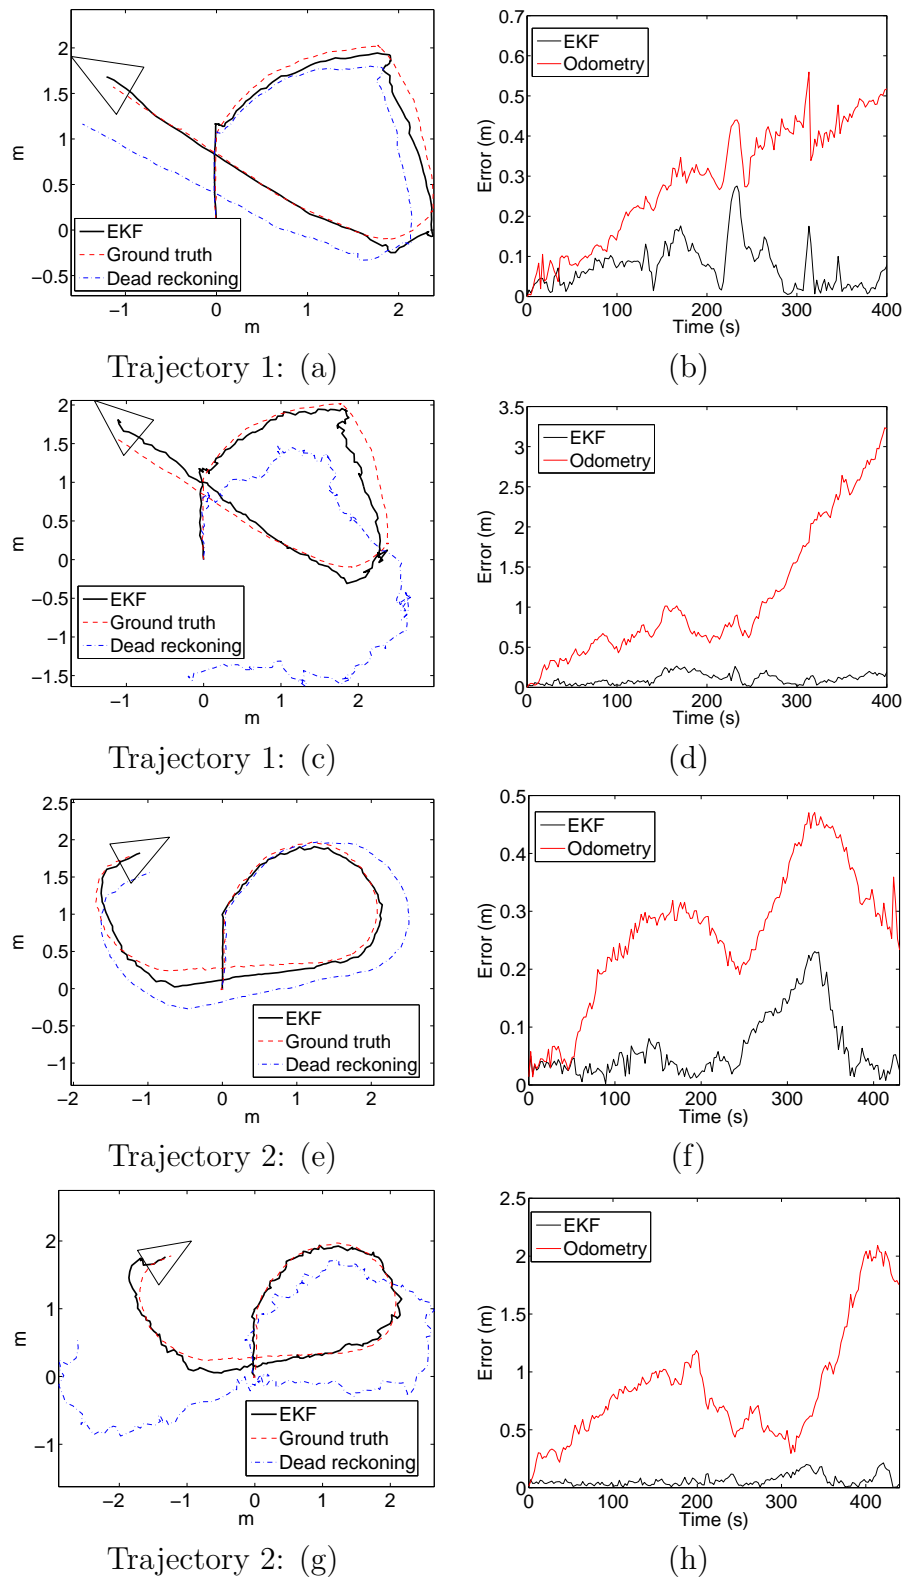 2
1.5
1
0.5
0
−0.5
m
−1
0
1
2
m
EKF
Ground truth
Dead reckoning
0.7
0.6
0.5
0.4
0.3
0.2
0.1
0
Error (m)
0
100
200
300
400
Time (s)
EKF
Odometry
Trajectory 1: (a)
(b)
2
1.5
1
0.5
0
−0.5
−1
−1.5
m
−1
0
1
2
m
EKF
Ground truth
Dead reckoning
3.5
3
2.5
2
1.5
1
0.5
0
Error (m)
0
100
200
300
400
Time (s)
EKF
Odometry
Trajectory 1: (c)
(d)
2.5
2
1.5
1
0.5
0
−0.5
−1
m
−2
−1
0
1
2
m
EKF
Ground truth
Dead reckoning
0.5
0.4
0.3
0.2
0.1
0
Error (m)
0
100
200
300
400
Time (s)
EKF
Odometry
Trajectory 2: (e)
(f)
2
1
0
−1
m
−2
−1
0
1
2
m
EKF
Ground truth
Dead reckoning
2.5
2
1.5
1
0.5
0
Error (m)
0
100
200
300
400
Time (s)
EKF
Odometry
Trajectory 2: (g)
(h)